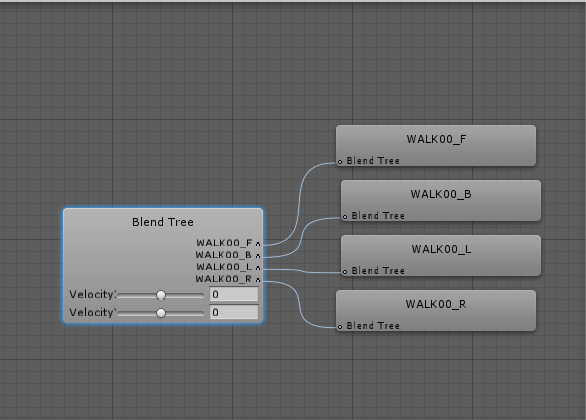 WALK00_F
Blend Tree
WALK00_B
Blend Tree
Blend Tree
WALK00_F
WALK00_B
WALK00_L
WALK00_R
Velocity
0
Velocity
0
WALK00_L
Blend Tree
WALK00_R
Blend Tree